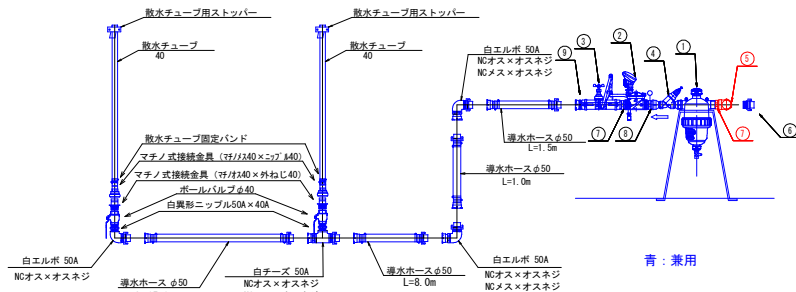 散水チューブ用ストッパー
散水チューブ用ストッパー
散水チューブ
40
散水チューブ
40
白エルボ 50A
NCオス×オスネジ
NCメス×オスネジ
⑨
③
②
④
①
⑤
⑦
⑧
⑦
⑥
導水ホースφ50
L=1.5m
散水チューブ固定バンド
マチノ式接続金具 (マチノメス40×ニップル40)
マチノ式接続金具 (マチノオス40×外ねじ40)
ボールバルブφ40
白異形ニップル50A×40A
導水ホースφ50
L=1.0m
白エルボ 50A
NCオス×オスネジ
導水ホース φ50
白チーズ 50A
NCオス×オスネジ
導水ホースφ50
L=8.0m
白エルボ 50A
NCオス×オスネジ
NCメス×オスネジ
青：兼用